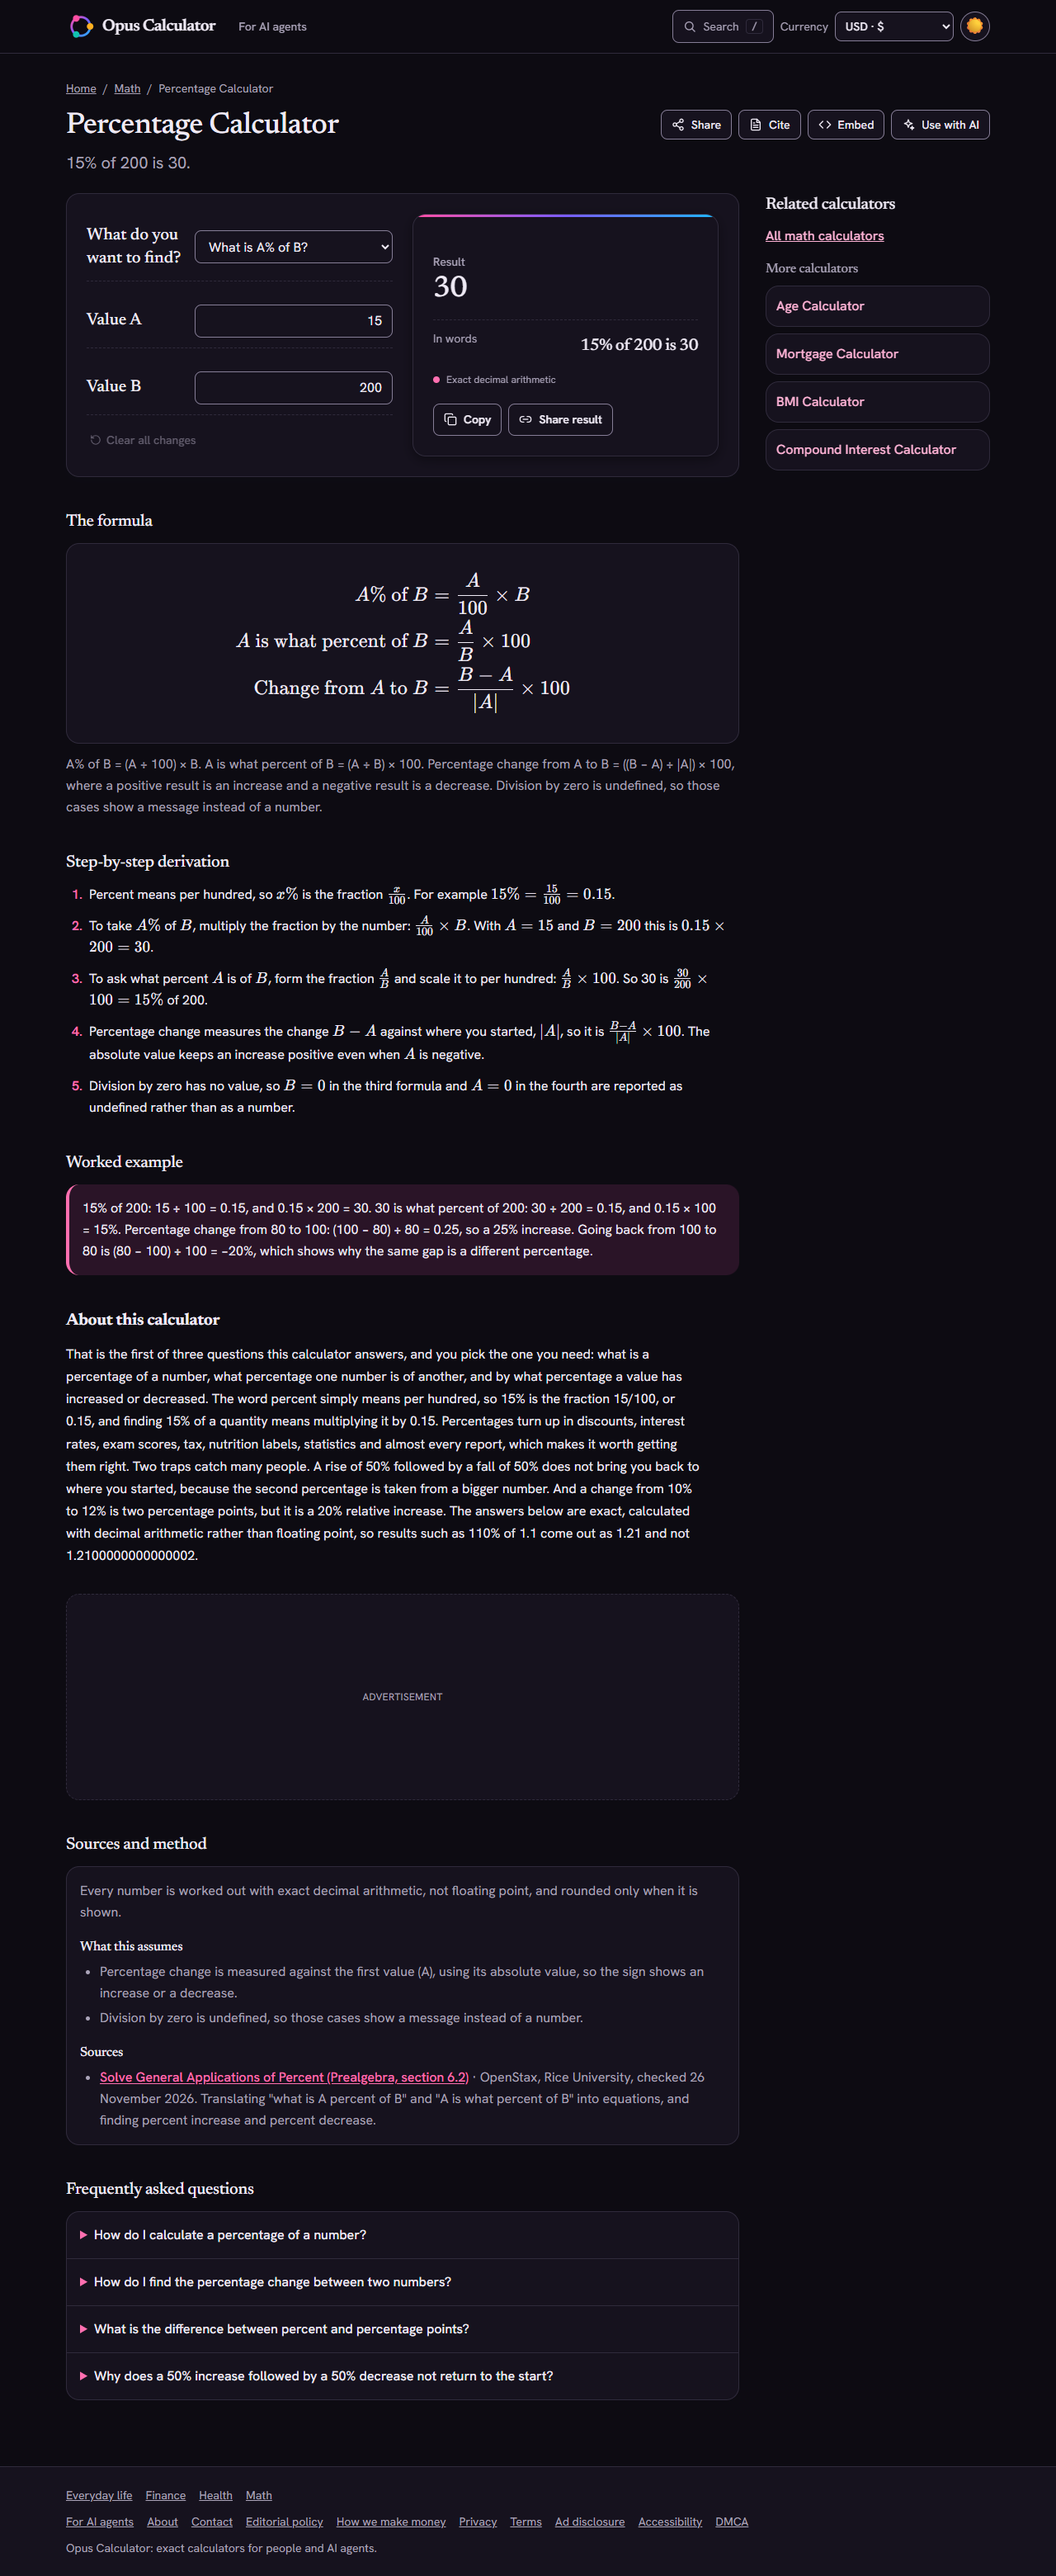 Opus Calculator
For AI agents
Search /
Currency
USD · $
Home / Math / Percentage Calculator
Percentage Calculator
Share
Cite
Embed
Use with AI
15% of 200 is 30.
What do you
want to find?
What is A% of B?
Value A
15
Value B
200
Clear all changes
Result
30
In words
15% of 200 is 30
Exact decimal arithmetic
Copy
Share result
Related calculators
All math calculators
More calculators
Age Calculator
Mortgage Calculator
BMI Calculator
Compound Interest Calculator
The formula
A% of B = A/100 × B
A is what percent of B = A/B × 100
Change from A to B = (B − A)/|A| × 100
A% of B = (A ÷ 100) × B. A is what percent of B = (A ÷ B) × 100. Percentage change from A to B = ((B − A) ÷ |A|) × 100,
where a positive result is an increase and a negative result is a decrease. Division by zero is undefined, so those
cases show a message instead of a number.
Step-by-step derivation
1. Percent means per hundred, so x% is the fraction x/100. For example 15% = 15/100 = 0.15.
2. To take A% of B, multiply the fraction by the number: A/100 × B. With A = 15 and B = 200 this is 0.15 ×
200 = 30.
3. To ask what percent A is of B, form the fraction A/B and scale it to per hundred: A/B × 100. So 30 is 30/200 ×
100 = 15% of 200.
4. Percentage change measures the change B − A against where you started, |A|, so it is (B−A)/|A| × 100. The
absolute value keeps an increase positive even when A is negative.
5. Division by zero has no value, so B = 0 in the third formula and A = 0 in the fourth are reported as
undefined rather than as a number.
Worked example
15% of 200: 15 ÷ 100 = 0.15, and 0.15 × 200 = 30. 30 is what percent of 200: 30 ÷ 200 = 0.15, and 0.15 × 100
= 15%. Percentage change from 80 to 100: (100 − 80) ÷ 80 = 0.25, so a 25% increase. Going back from 100 to
80 is (80 − 100) ÷ 100 = −20%, which shows why the same gap is a different percentage.
About this calculator
That is the first of three questions this calculator answers, and you pick the one you need: what is a
percentage of a number, what percentage one number is of another, and by what percentage a value has
increased or decreased. The word percent simply means per hundred, so 15% is the fraction 15/100, or
0.15, and finding 15% of a quantity means multiplying it by 0.15. Percentages turn up in discounts, interest
rates, exam scores, tax, nutrition labels, statistics and almost every report, which makes it worth getting
them right. Two traps catch many people. A rise of 50% followed by a fall of 50% does not bring you back to
where you started, because the second percentage is taken from a bigger number. And a change from 10%
to 12% is two percentage points, but it is a 20% relative increase. The answers below are exact, calculated
with decimal arithmetic rather than floating point, so results such as 110% of 1.1 come out as 1.21 and not
1.2100000000000002.
ADVERTISEMENT
Sources and method
Every number is worked out with exact decimal arithmetic, not floating point, and rounded only when it is
shown.
What this assumes
• Percentage change is measured against the first value (A), using its absolute value, so the sign shows an
increase or a decrease.
• Division by zero is undefined, so those cases show a message instead of a number.
Sources
• Solve General Applications of Percent (Prealgebra, section 6.2) · OpenStax, Rice University, checked 26
November 2026. Translating "what is A percent of B" and "A is what percent of B" into equations, and
finding percent increase and percent decrease.
Frequently asked questions
How do I calculate a percentage of a number?
How do I find the percentage change between two numbers?
What is the difference between percent and percentage points?
Why does a 50% increase followed by a 50% decrease not return to the start?
Everyday life Finance Health Math
For AI agents About Contact Editorial policy How we make money Privacy Terms Ad disclosure Accessibility DMCA
Opus Calculator: exact calculators for people and AI agents.